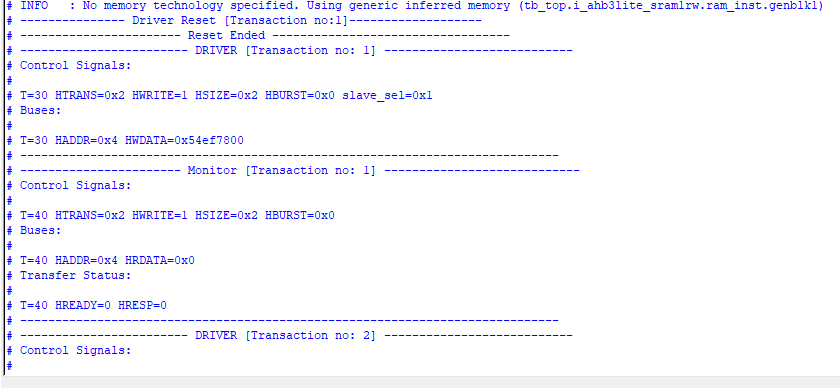 # INFO   : No memory technology specified. Using generic inferred memory (tb_top.i_ahb3lite_sram1rw.ram_inst.genblk1)
# --------------- Driver Reset [Transaction no:1]-------------------
# ----------------------- Reset Ended ----------------------------------
# ------------------------ DRIVER [Transaction no: 1] ---------------------------
# Control Signals:
#
# T=30 HTRANS=0x2 HWRITE=1 HSIZE=0x2 HBURST=0x0 slave_sel=0x1
# Buses:
#
# T=30 HADDR=0x4 HWDATA=0x54ef7800
# -----------------------------------------------------------------------------
# ----------------------- Monitor [Transaction no: 1] ----------------------------
# Control Signals:
#
# T=40 HTRANS=0x2 HWRITE=1 HSIZE=0x2 HBURST=0x0
# Buses:
#
# T=40 HADDR=0x4 HRDATA=0x0
# Transfer Status:
#
# T=40 HREADY=0 HRESP=0
# -----------------------------------------------------------------------------
# ------------------------ DRIVER [Transaction no: 2] ---------------------------
# Control Signals:
#